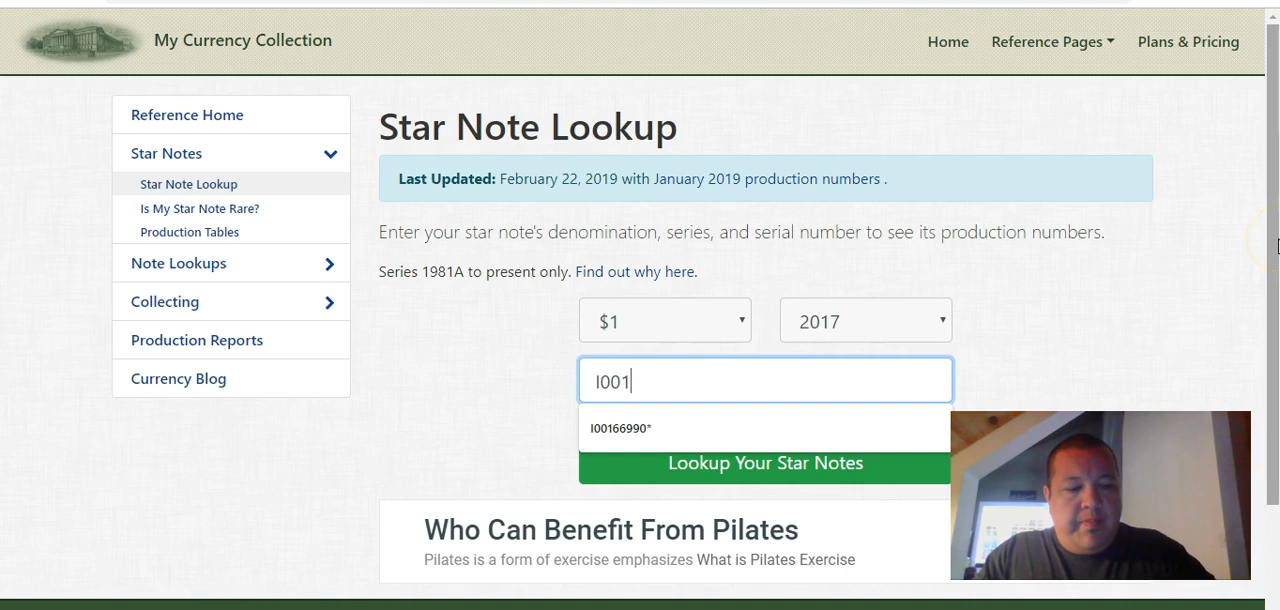 My Currency Collection
Home
Reference Pages
Plans & Pricing
Reference Home
Star Notes
Star Note Lookup
Is My Star Note Rare?
Production Tables
Note Lookups
Collecting
Production Reports
Currency Blog
Star Note Lookup
Last Updated: February 22, 2019 with January 2019 production numbers .
Enter your star note's denomination, series, and serial number to see its production numbers.
Series 1981A to present only. Find out why here.
$1
2017
I001
I00166990*
Lookup Your Star Notes
Who Can Benefit From Pilates
Pilates is a form of exercise emphasizes What is Pilates Exercise